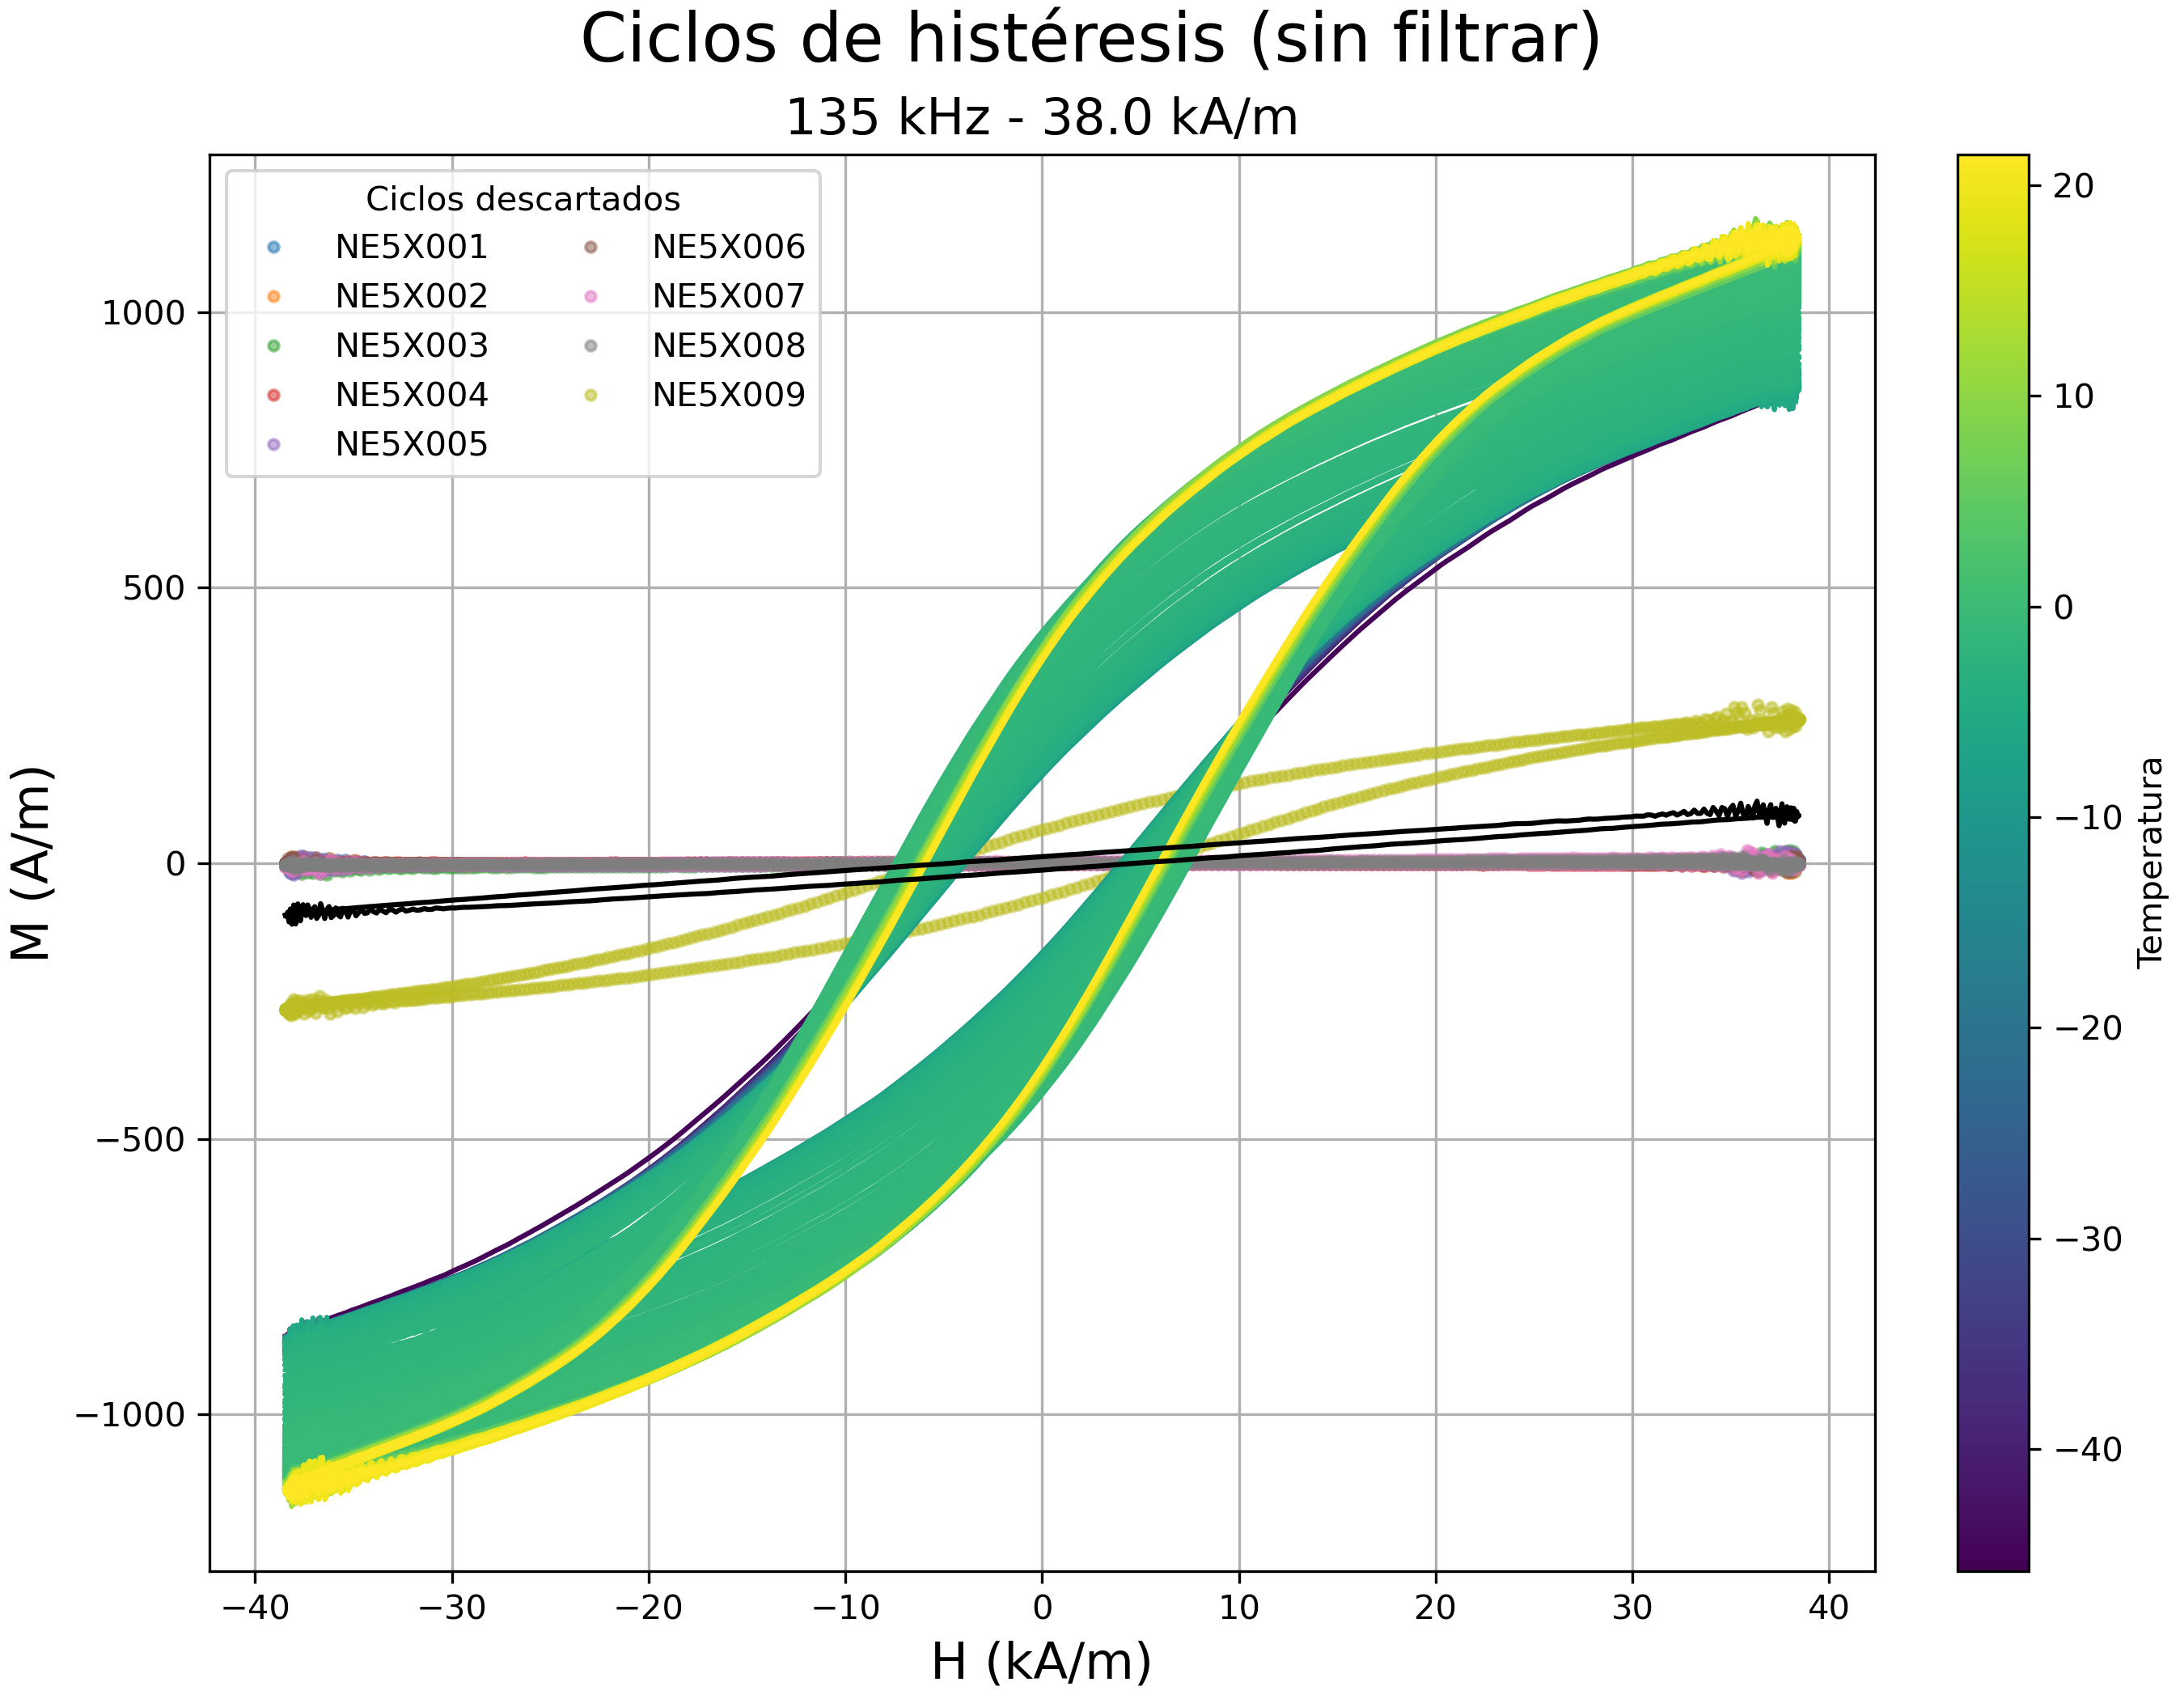 Ciclos de histéresis (sin filtrar)
135 kHz - 38.0 kA/m
Ciclos descartados
NE5X001
NE5X002
NE5X003
NE5X004
NE5X005
NE5X006
NE5X007
NE5X008
NE5X009
M (A/m)
1000
500
0
−500
−1000
−40
−30
−20
−10
0
10
20
30
40
H (kA/m)
20
10
0
−10
−20
−30
−40
Temperatura